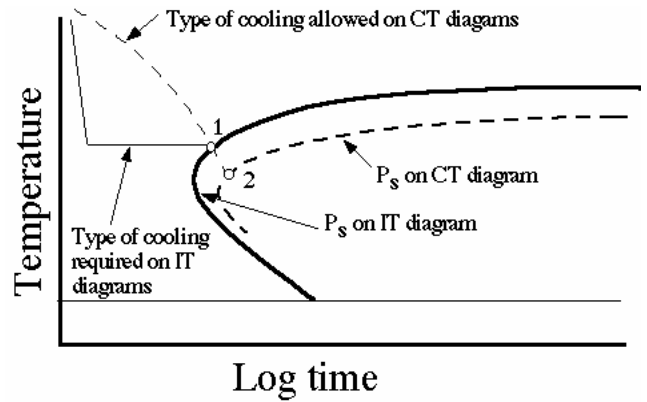 Type of cooling allowed on CT diagams
1
2
Ps on CT diagram
Ps on IT diagram
Type of cooling
required on IT
diagrams
Temperature
Log time